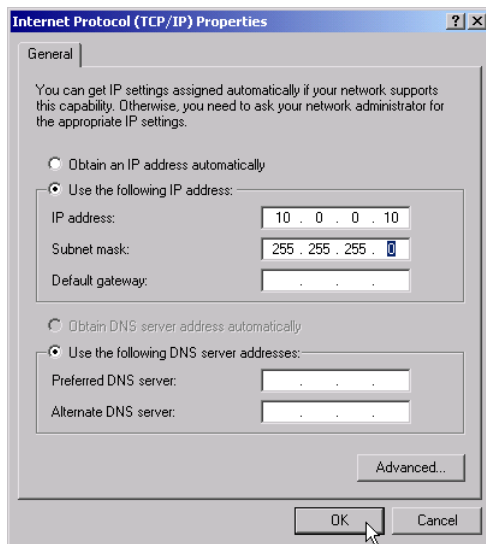 Internet Protocol (TCP/IP) Properties
General
You can get IP settings assigned automatically if your network supports
this capability. Otherwise, you need to ask your network administrator for
the appropriate IP settings.
Obtain an IP address automatically
Use the following IP address:
IP address: 10 . 0 . 0 . 10
Subnet mask: 255 . 255 . 255 . 0
Default gateway: . . .
Obtain DNS server address automatically
Use the following DNS server addresses:
Preferred DNS server: . . .
Alternate DNS server: . . .
Advanced...
OK Cancel